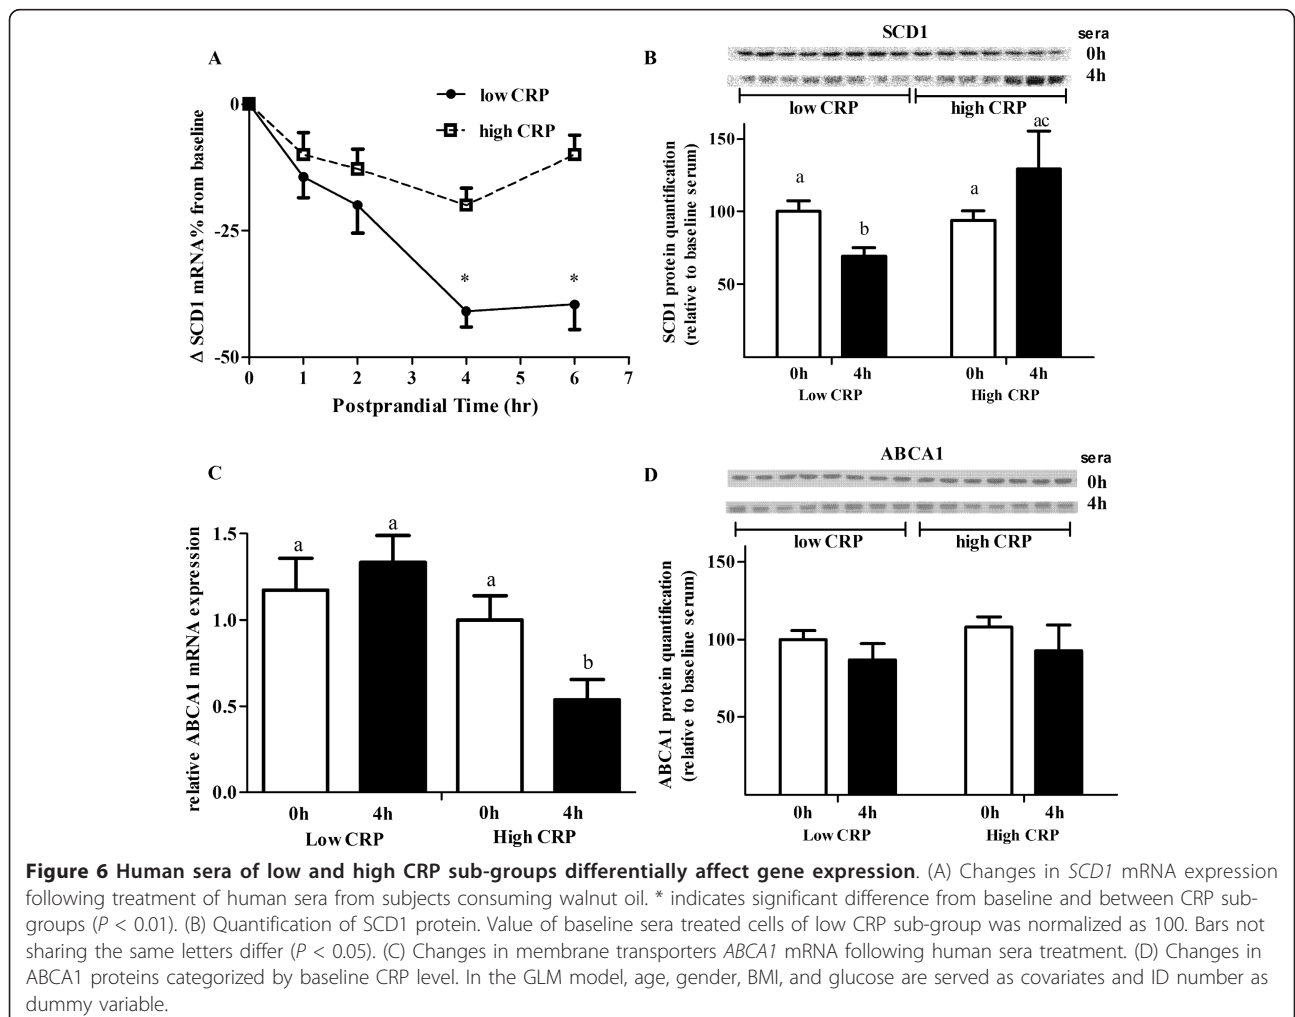 A
low CRP
high CRP
Δ SCD1 mRNA% from baseline
0
-25
-50
0 1 2 3 4 5 6 7
* *
Postprandial Time (hr)
B
SCD1
sera
0h
4h
low CRP high CRP
SCD1 protein quantification
(relative to baseline serum)
150
100
50
a b a ac
0h 4h 0h 4h
Low CRP High CRP
C
relative ABCA1 mRNA expression
1.5
1.0
0.5
0.0
a a a b
0h 4h 0h 4h
Low CRP High CRP
D
ABCA1
sera
0h
4h
low CRP high CRP
ABCA1 protein quantification
(relative to baseline serum)
150
100
50
0h 4h 0h 4h
Low CRP High CRP
Figure 6 Human sera of low and high CRP sub-groups differentially affect gene expression. (A) Changes in SCD1 mRNA expression
following treatment of human sera from subjects consuming walnut oil. * indicates significant difference from baseline and between CRP sub-
groups (P < 0.01). (B) Quantification of SCD1 protein. Value of baseline sera treated cells of low CRP sub-group was normalized as 100. Bars not
sharing the same letters differ (P < 0.05). (C) Changes in membrane transporters ABCA1 mRNA following human sera treatment. (D) Changes in
ABCA1 proteins categorized by baseline CRP level. In the GLM model, age, gender, BMI, and glucose are served as covariates and ID number as
dummy variable.